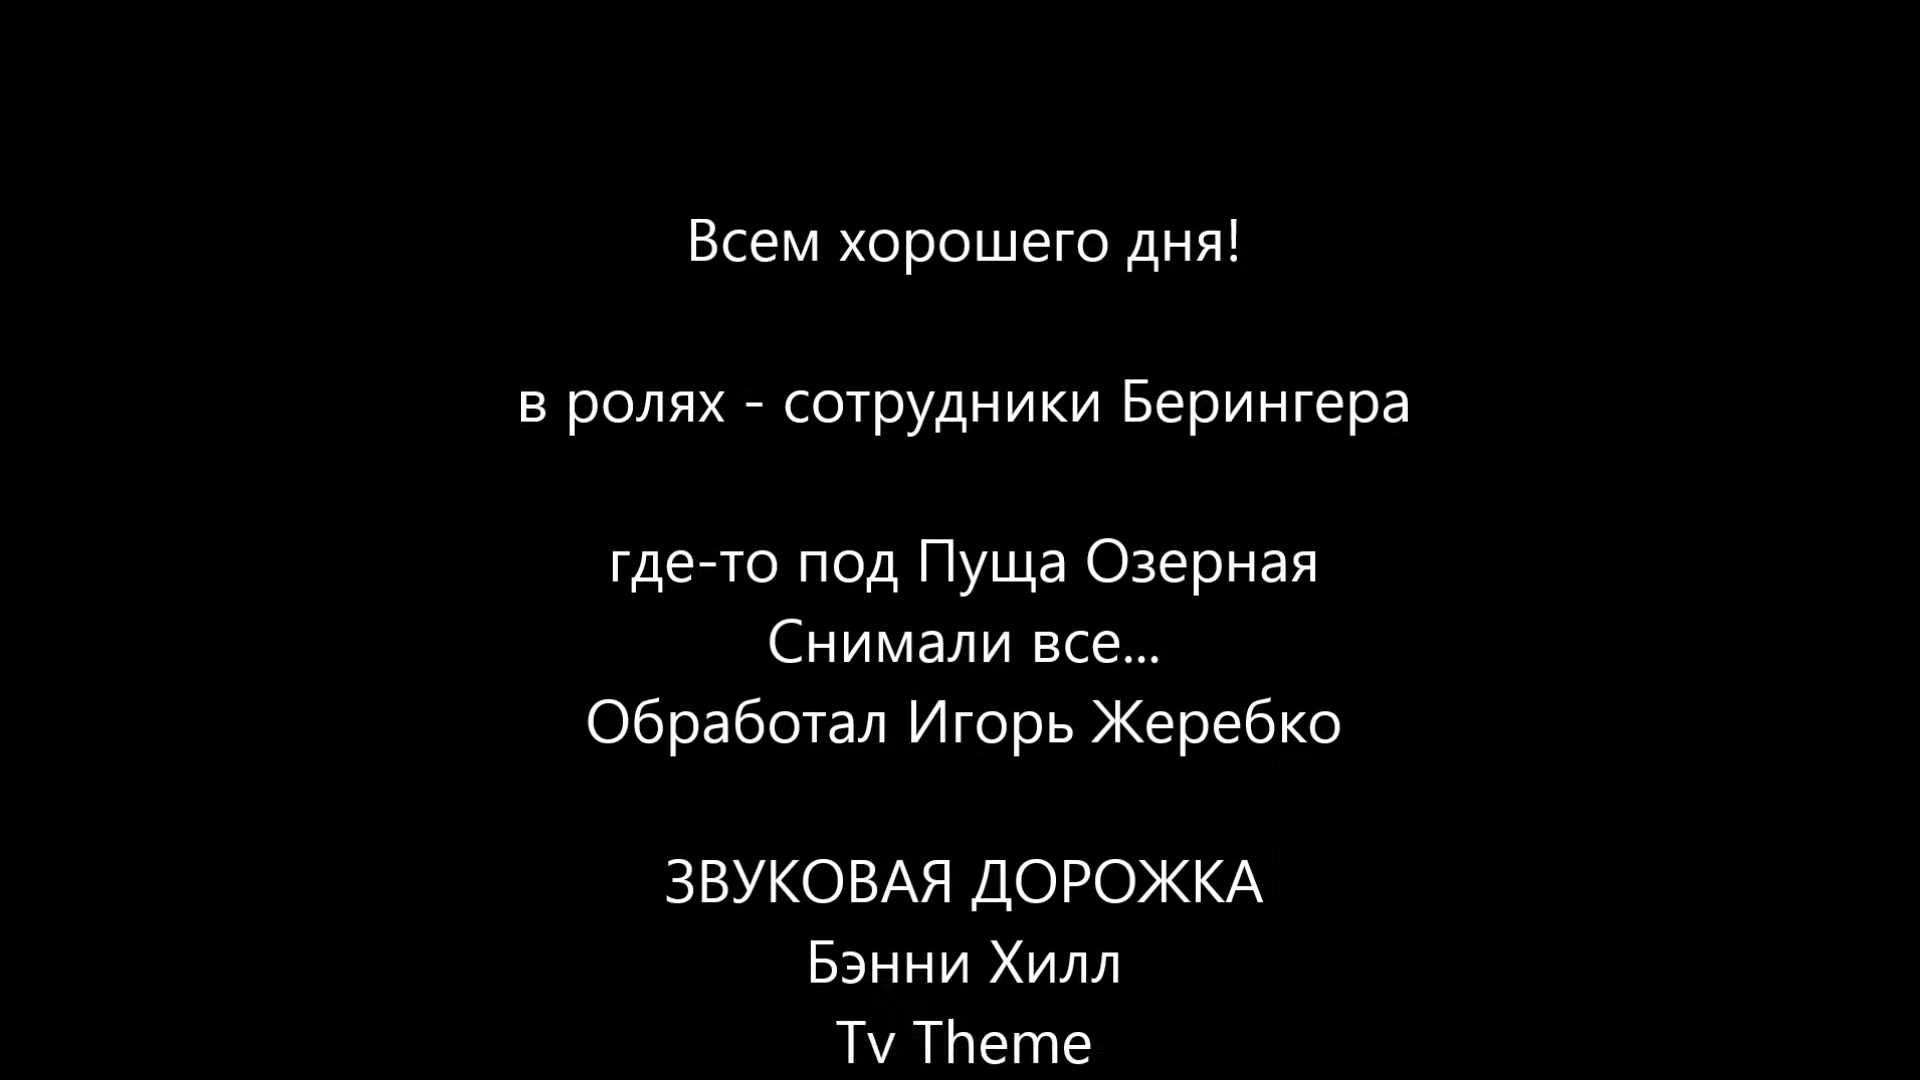 Всем хорошего дня!
в ролях - сотрудники Берингера
где-то под Пуща Озерная
Снимали все...
Обработал Игорь Жеребко
ЗВУКОВАЯ ДОРОЖКА
Бэнни Хилл
Tv Theme